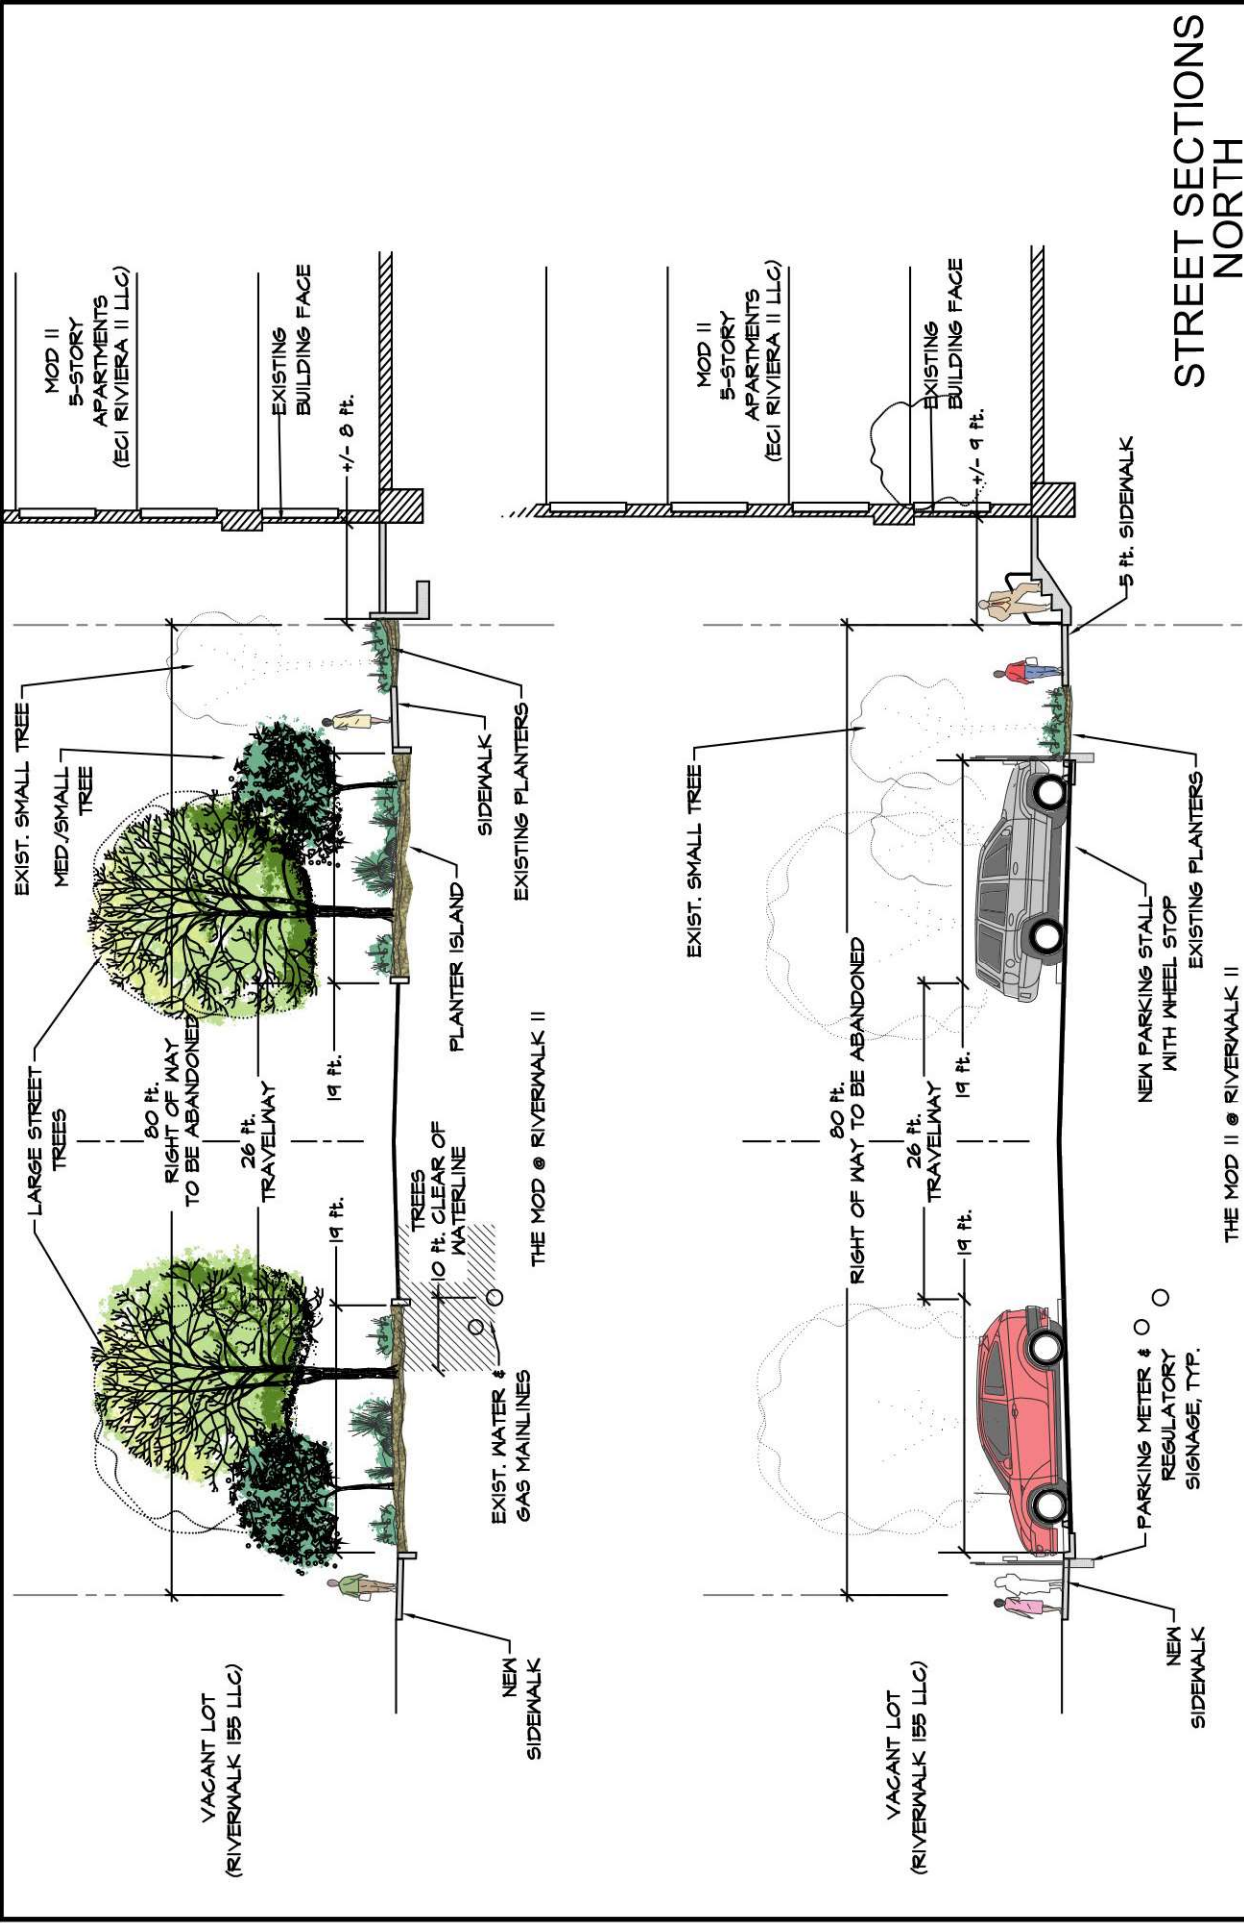 EXIST. SMALL TREE
MED./SMALL
TREE
LARGE STREET
TREES
80 ft.
RIGHT OF WAY
TO BE ABANDONED
26 ft.
TRAVELWAY
19 ft.
19 ft.
VACANT LOT
(RIVERWALK 155 LLC)
MOD II
5-STORY
APARTMENTS
(ECI RIVIERA II LLC)
EXISTING
BUILDING FACE
+/- 8 ft.
TREES
10 ft. CLEAR OF
WATERLINE
NEW
SIDEWALK
EXIST. WATER &
GAS MAINLINES
PLANTER ISLAND
SIDEWALK
EXISTING PLANTERS
THE MOD @ RIVERWALK II
EXIST. SMALL TREE
80 ft.
RIGHT OF WAY TO BE ABANDONED
26 ft.
TRAVELWAY
19 ft.
19 ft.
VACANT LOT
(RIVERWALK 155 LLC)
MOD II
5-STORY
APARTMENTS
(ECI RIVIERA II LLC)
EXISTING
BUILDING FACE
+/- 9 ft.
5 ft. SIDEWALK
NEW
SIDEWALK
PARKING METER &
REGULATORY
SIGNAGE, TYP.
NEW PARKING STALL
WITH WHEEL STOP
EXISTING PLANTERS
THE MOD II @ RIVERWALK II
STREET SECTIONS
NORTH